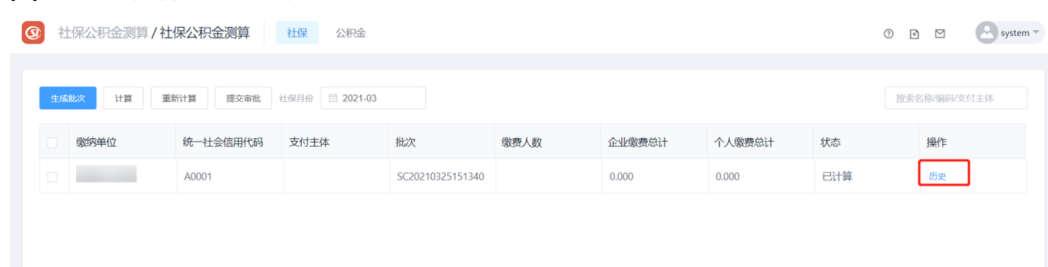 社保公积金测算 / 社保公积金测算 社保 公积金 system
生成批次 计算 重新计算 提交审批 社保月份 2021-03 搜索名称/编码/支付主体
缴纳单位 统一社会信用代码 支付主体 批次 缴费人数 企业缴费总计 个人缴费总计 状态 操作
A0001 SC20210325151340 0.000 0.000 已计算 历史